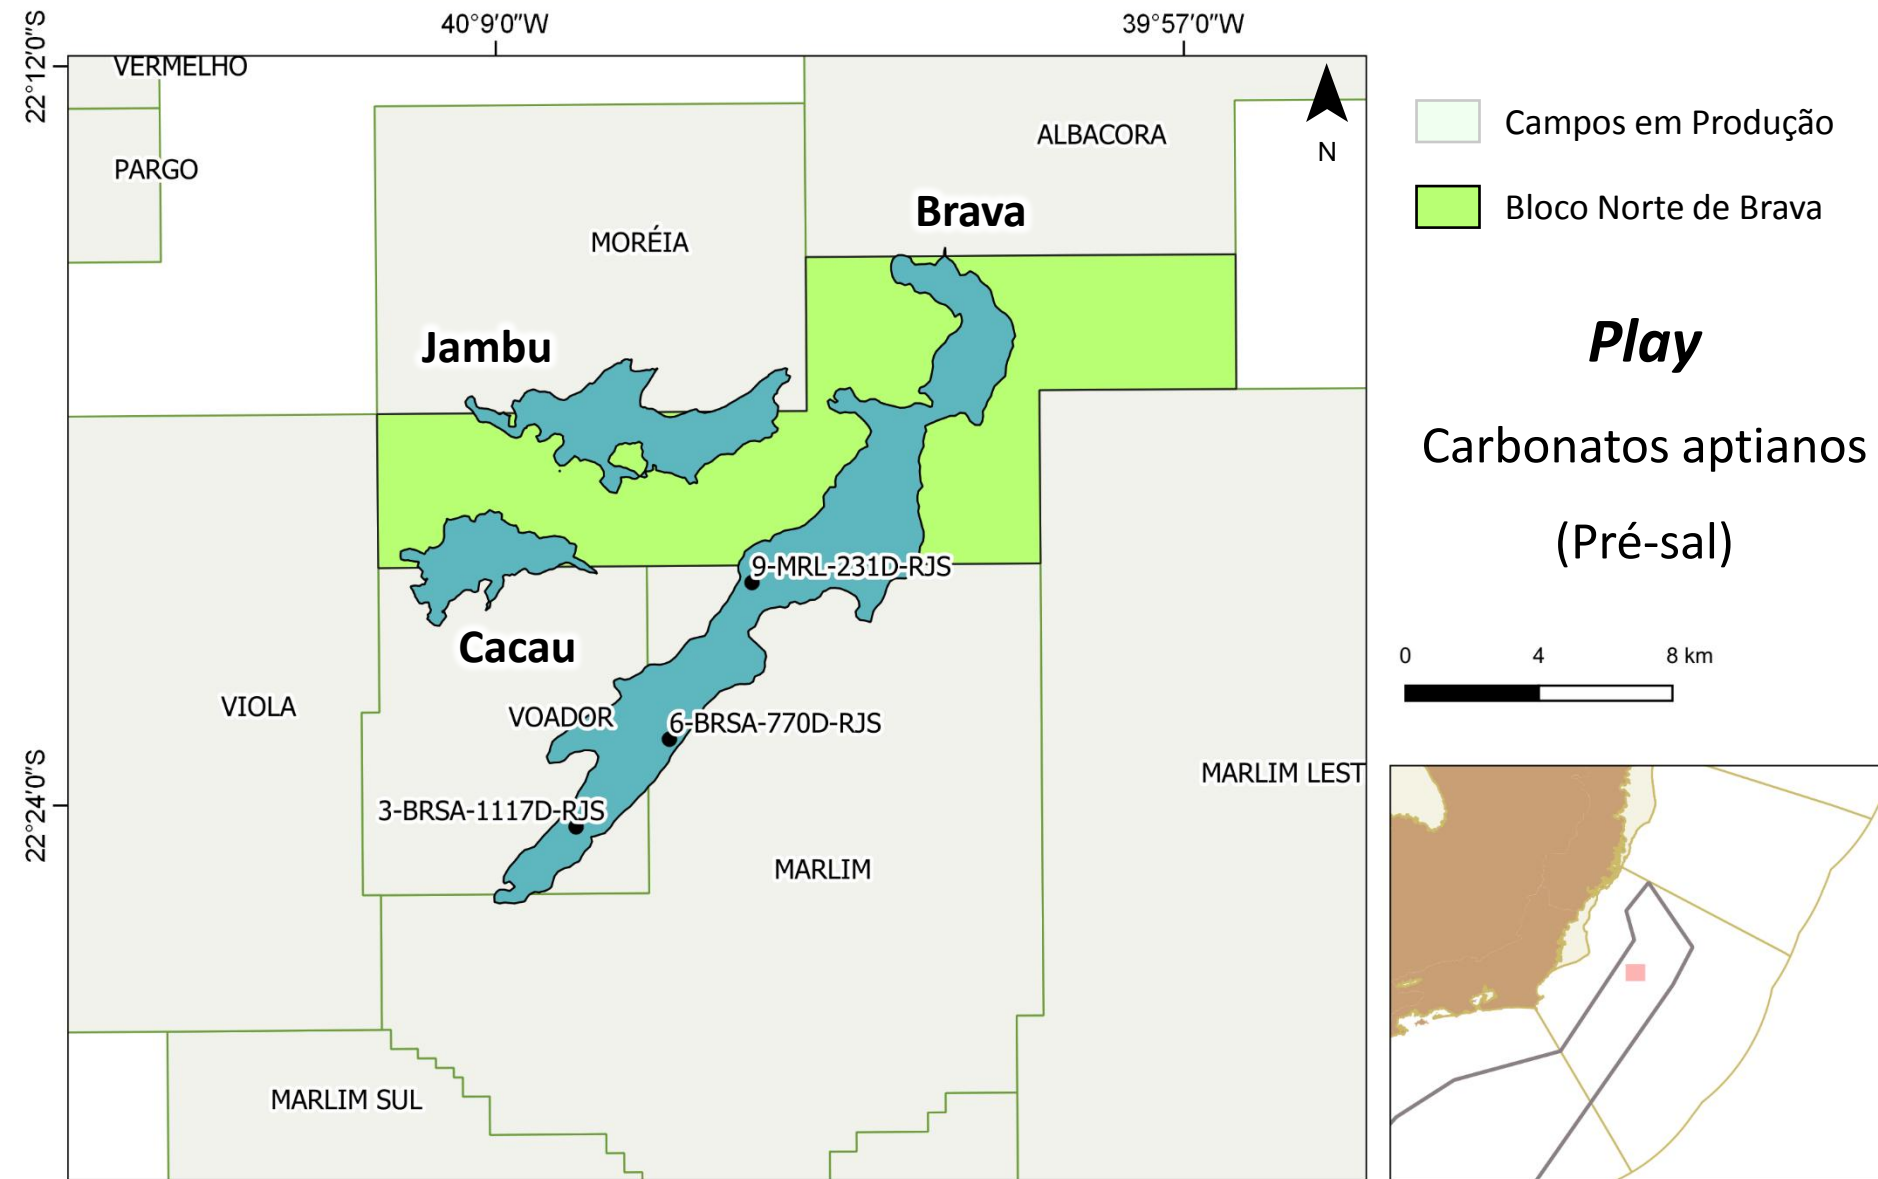 40°9′0″W
39°57′0″W
22°12′0″S
22°24′0″S
VERMELHO
PARGO
ALBACORA
N
Brava
MORÉIA
Jambu
9-MRL-231D-RJS
Cacau
VIOLA
VOADOR
6-BRSA-770D-RJS
MARLIM LEST
3-BRSA-1117D-RJS
MARLIM
MARLIM SUL
Campos em Produção
Bloco Norte de Brava
Play
Carbonatos aptianos
(Pré-sal)
0 4 8 km